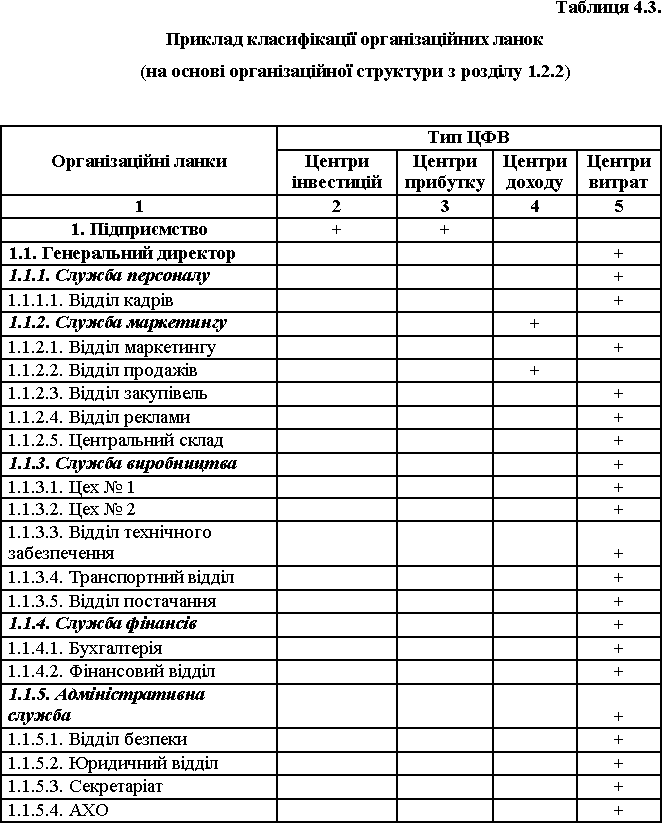 Таблиця 4.3.
Приклад класифікації організаційних ланок
(на основі організаційної структури з розділу 1.2.2)
Організаційні ланки
Тип ЦФВ
Центри інвестицій
Центри прибутку
Центри доходу
Центри витрат
1 2 3 4 5
1. Підприємство + +
1.1. Генеральний директор +
1.1.1. Служба персоналу +
1.1.1.1. Відділ кадрів +
1.1.2. Служба маркетингу +
1.1.2.1. Відділ маркетингу +
1.1.2.2. Відділ продажів +
1.1.2.3. Відділ закупівель +
1.1.2.4. Відділ реклами +
1.1.2.5. Центральний склад +
1.1.3. Служба виробництва +
1.1.3.1. Цех № 1 +
1.1.3.2. Цех № 2 +
1.1.3.3. Відділ технічного
забезпечення +
1.1.3.4. Транспортний відділ +
1.1.3.5. Відділ постачання +
1.1.4. Служба фінансів +
1.1.4.1. Бухгалтерія +
1.1.4.2. Фінансовий відділ +
1.1.5. Адміністративна
служба +
1.1.5.1. Відділ безпеки +
1.1.5.2. Юридичний відділ +
1.1.5.3. Секретаріат +
1.1.5.4. АХО +